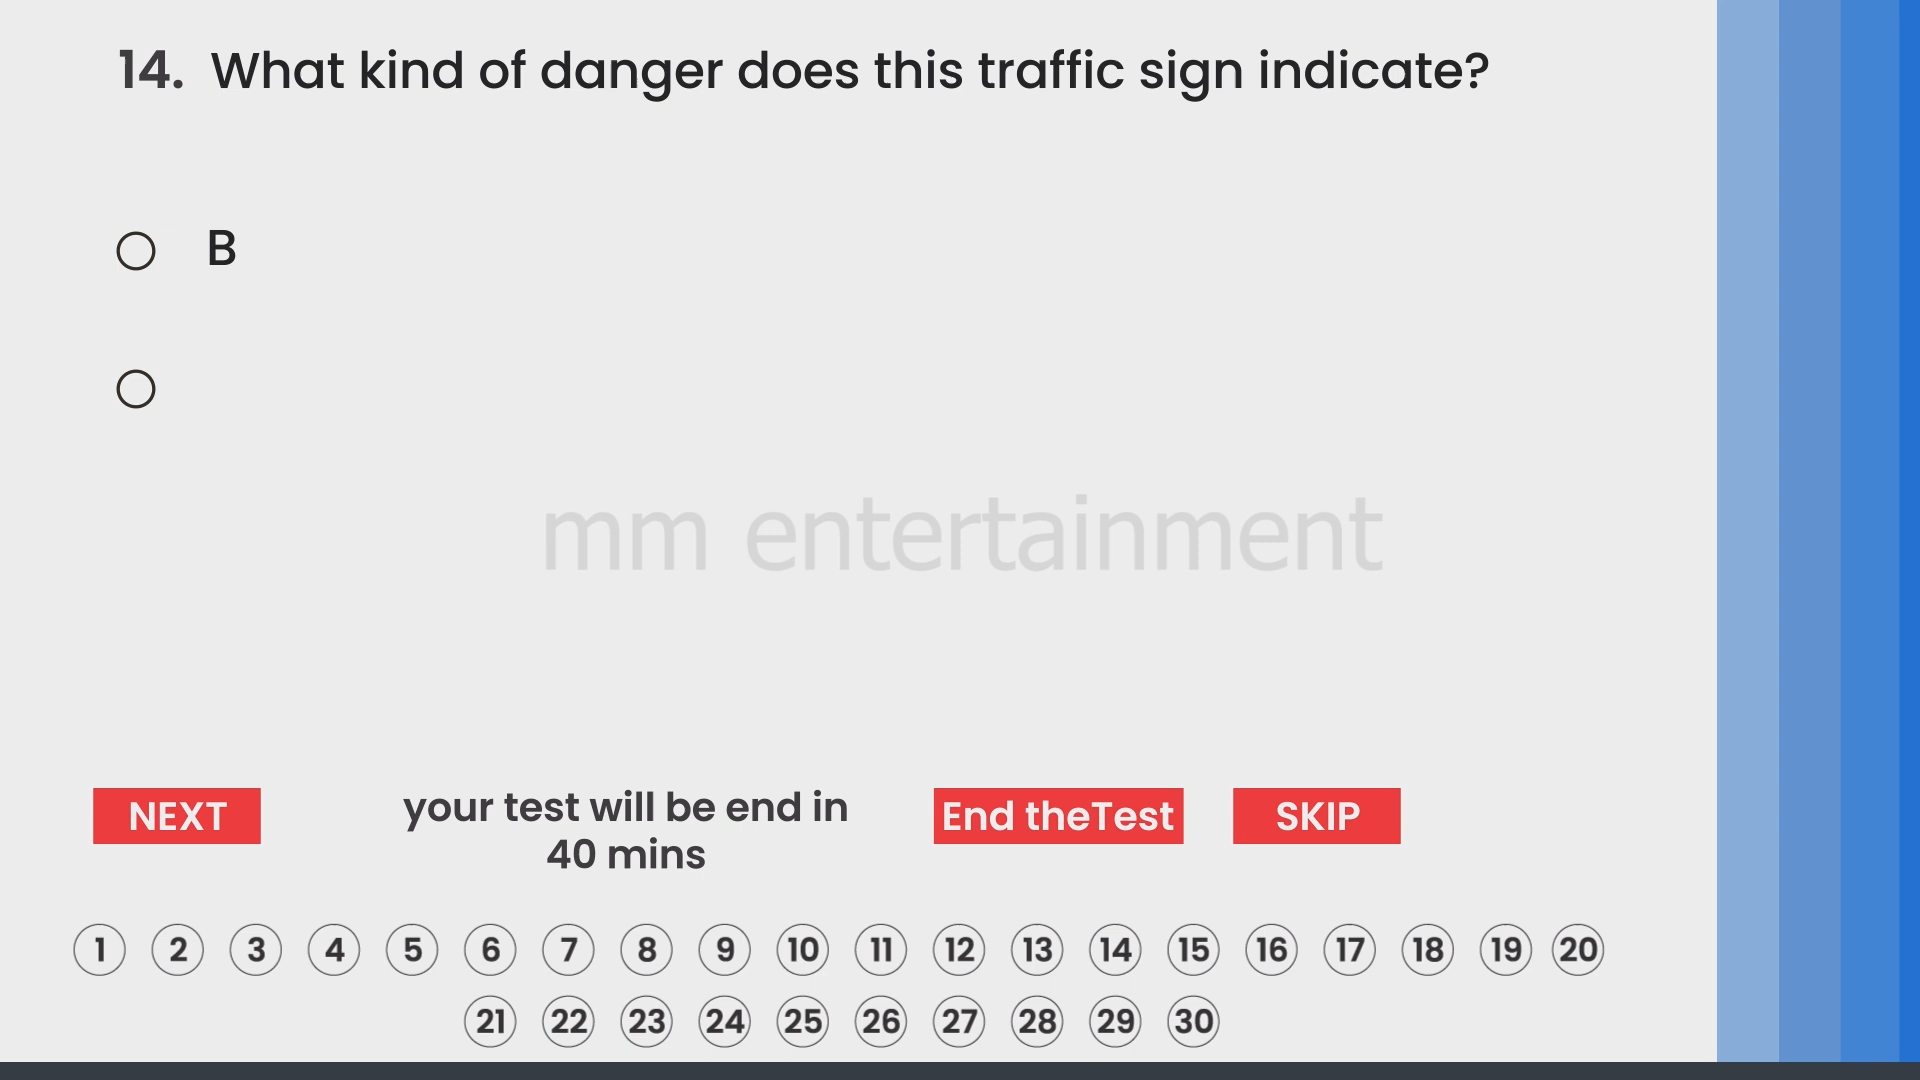 14. What kind of danger does this traffic sign indicate?
B
mm entertainment
NEXT
your test will be end in
40 mins
End theTest
SKIP
1 2 3 4 5 6 7 8 9 10 11 12 13 14 15 16 17 18 19 20
21 22 23 24 25 26 27 28 29 30